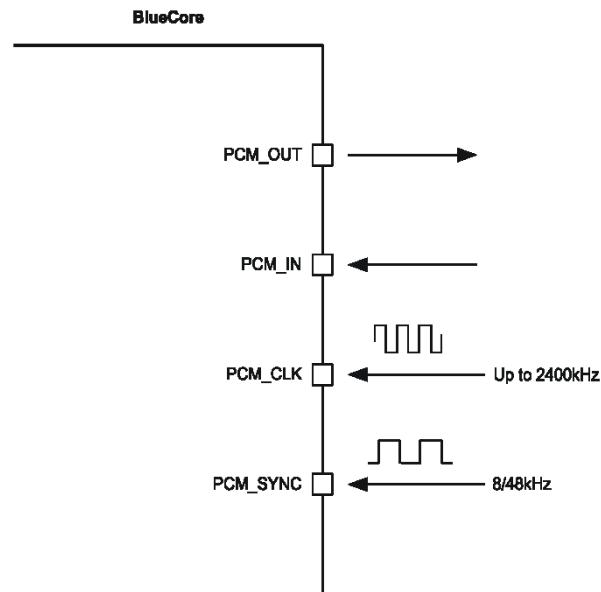 BlueCore
PCM_OUT
PCM_IN
PCM_CLK
Up to 2400kHz
PCM_SYNC
8/48kHz